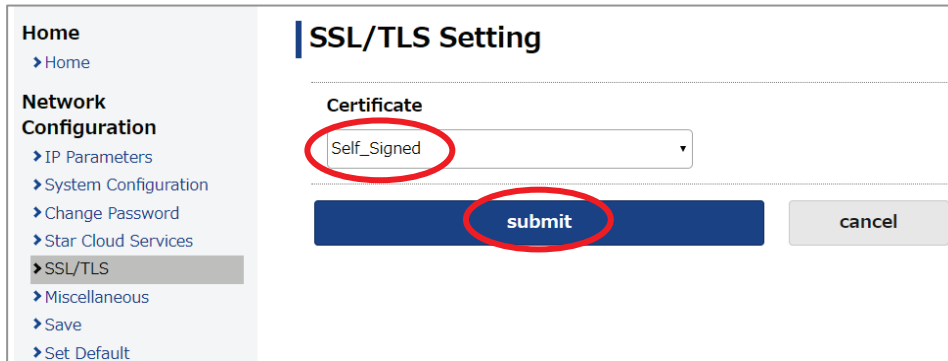 Home
Home
Network
Configuration
IP Parameters
System Configuration
Change Password
Star Cloud Services
SSL/TLS
Miscellaneous
Save
Set Default
SSL/TLS Setting
Certificate
Self_Signed
submit
cancel